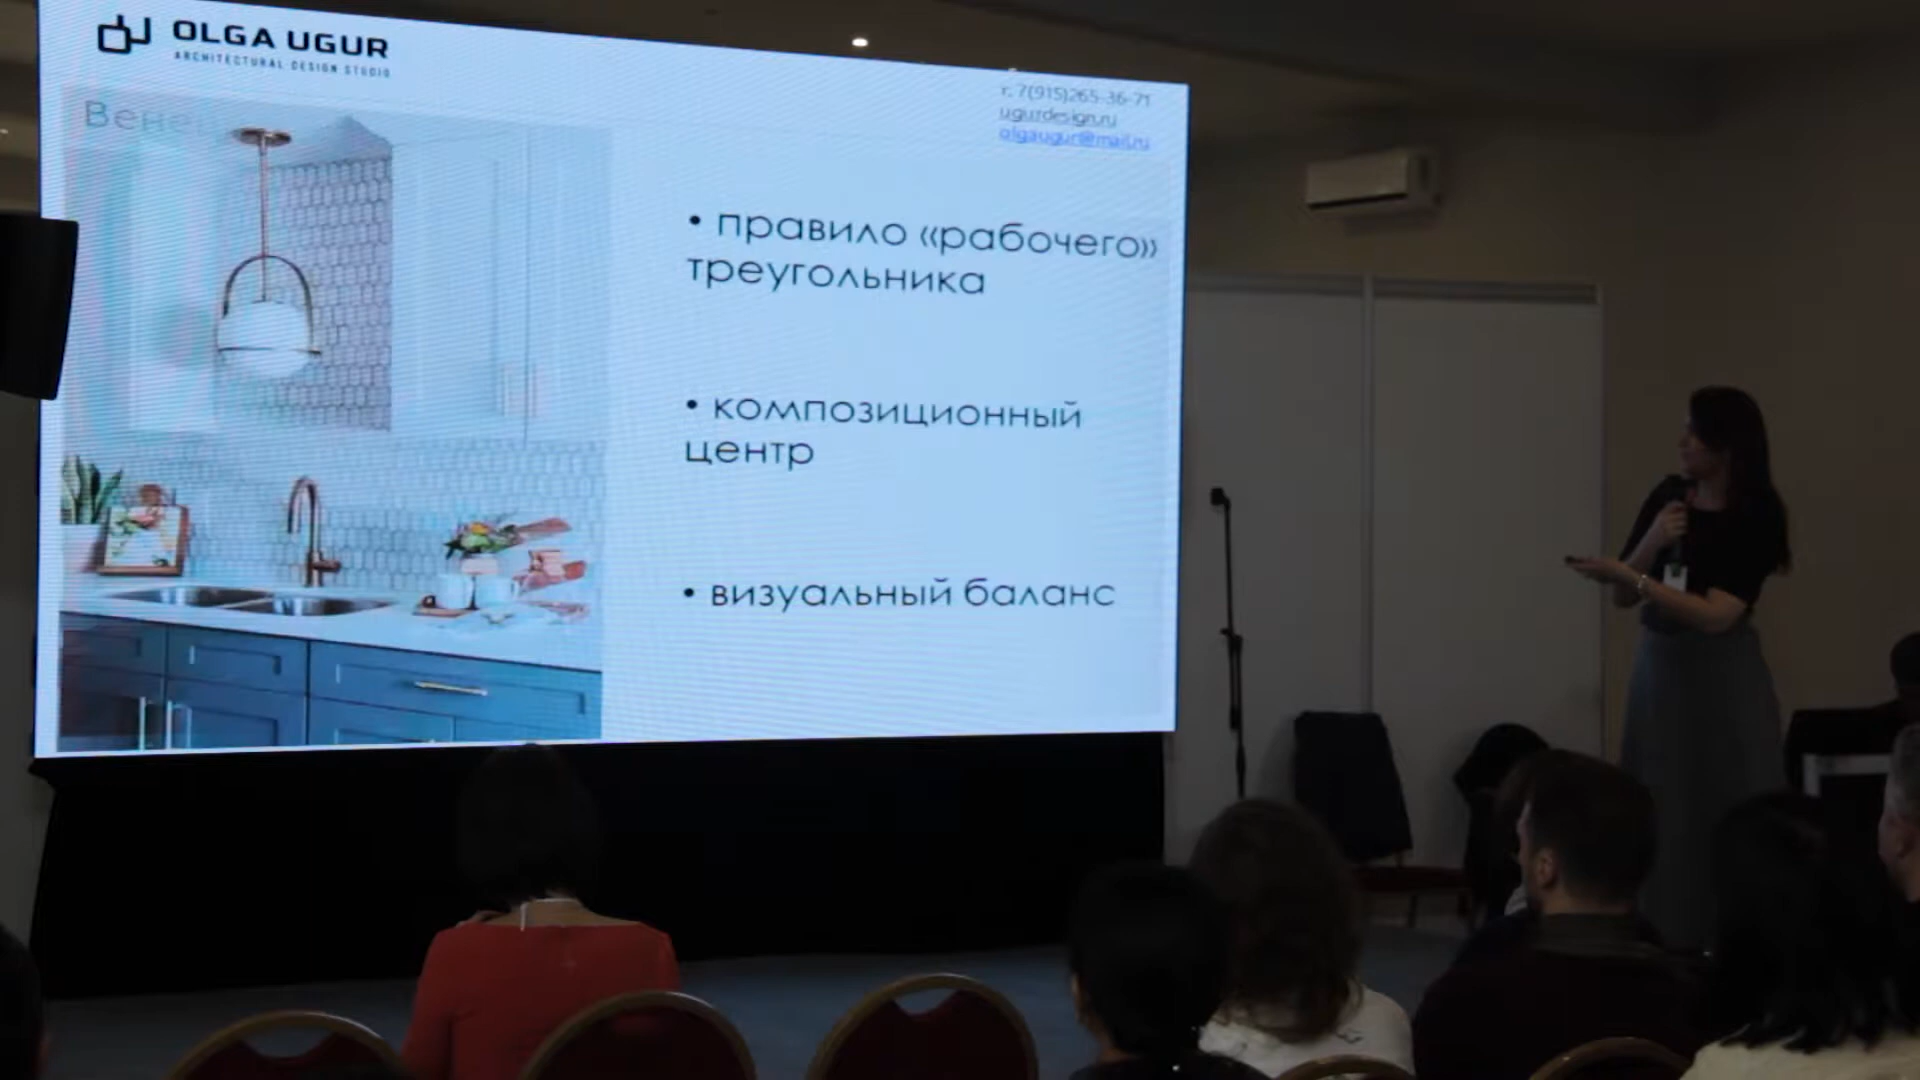 OLGA UGUR
ARCHITECTURAL DESIGN STUDIO
т. 7(915)265-36-71
ugurdesign.ru
olgaugur@mail.ru
• правило «рабочего»
треугольника
• композиционный
центр
• визуальный баланс